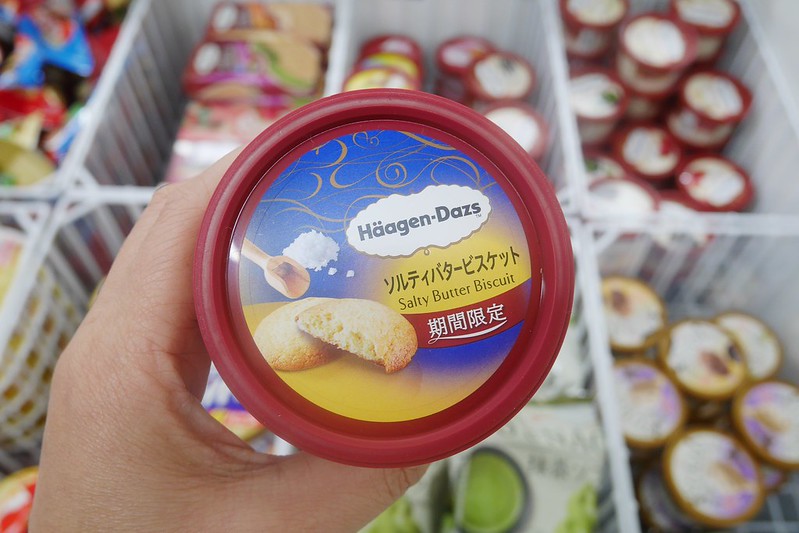 Häagen-Dazs™
ソルティバタービスケット
Salty Butter Biscuit
期間限定